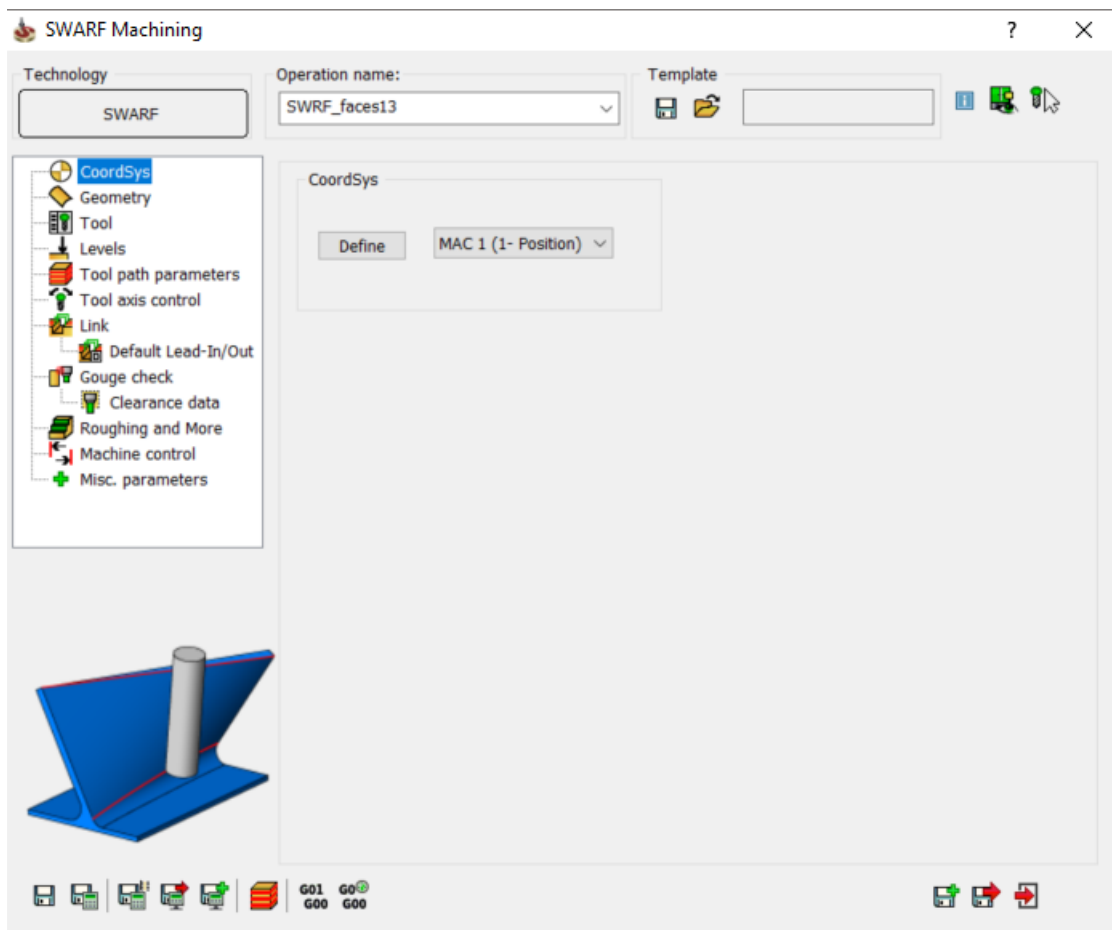 SWARF Machining
?
Technology
Operation name:
Template
SWARF
SWRF_faces13
CoordSys
Geometry
Tool
Levels
Tool path parameters
Tool axis control
Link
Default Lead-In/Out
Gouge check
Clearance data
Roughing and More
Machine control
Misc. parameters
CoordSys
Define
MAC 1 (1- Position)
G01
G00
G0
G00